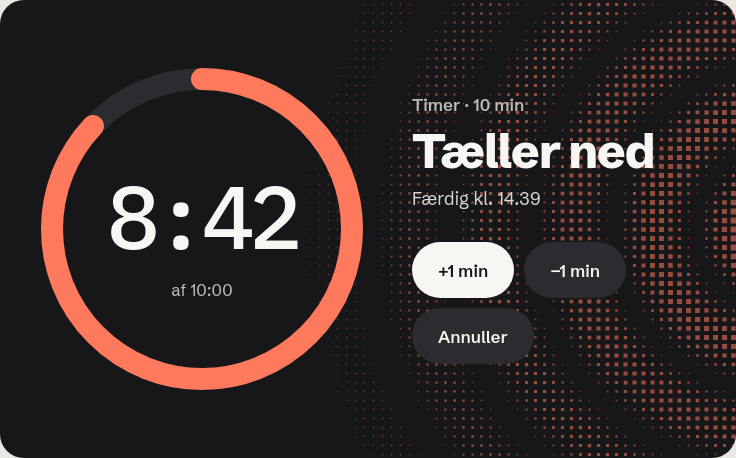 8:42
af 10:00
Timer · 10 min
Tæller ned
Færdig kl. 14.39
+1 min
−1 min
Annuller